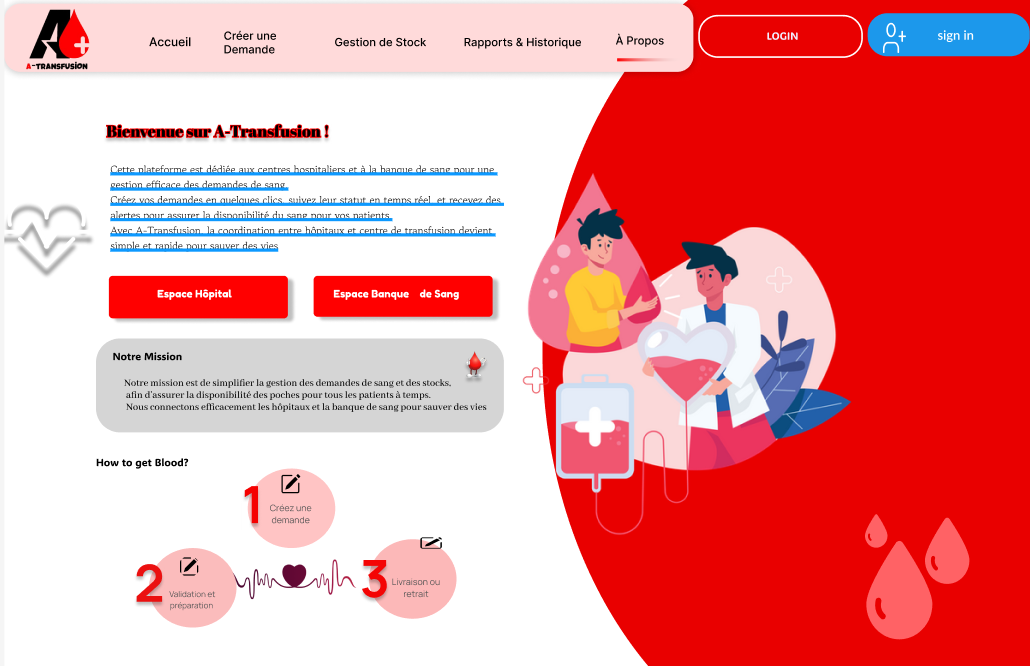 A-TRANSFUSION
Accueil
Créer une
Demande
Gestion de Stock
Rapports & Historique
À Propos
LOGIN
sign in
Bienvenue sur A-Transfusion !
Cette plateforme est dédiée aux centres hospitaliers et à la banque de sang pour une
gestion efficace des demandes de sang.
Créez vos demandes en quelques clics, suivez leur statut en temps réel, et recevez des
alertes pour assurer la disponibilité du sang pour vos patients.
Avec A-Transfusion, la coordination entre hôpitaux et centre de transfusion devient
simple et rapide pour sauver des vies
Espace Hôpital
Espace Banque de Sang
Notre Mission
Notre mission est de simplifier la gestion des demandes de sang et des stocks,
afin d'assurer la disponibilité des poches pour tous les patients à temps.
Nous connectons efficacement les hôpitaux et la banque de sang pour sauver des vies
How to get Blood?
1
Créez une
demande
2
Validation et
préparation
3
Livraison ou
retrait